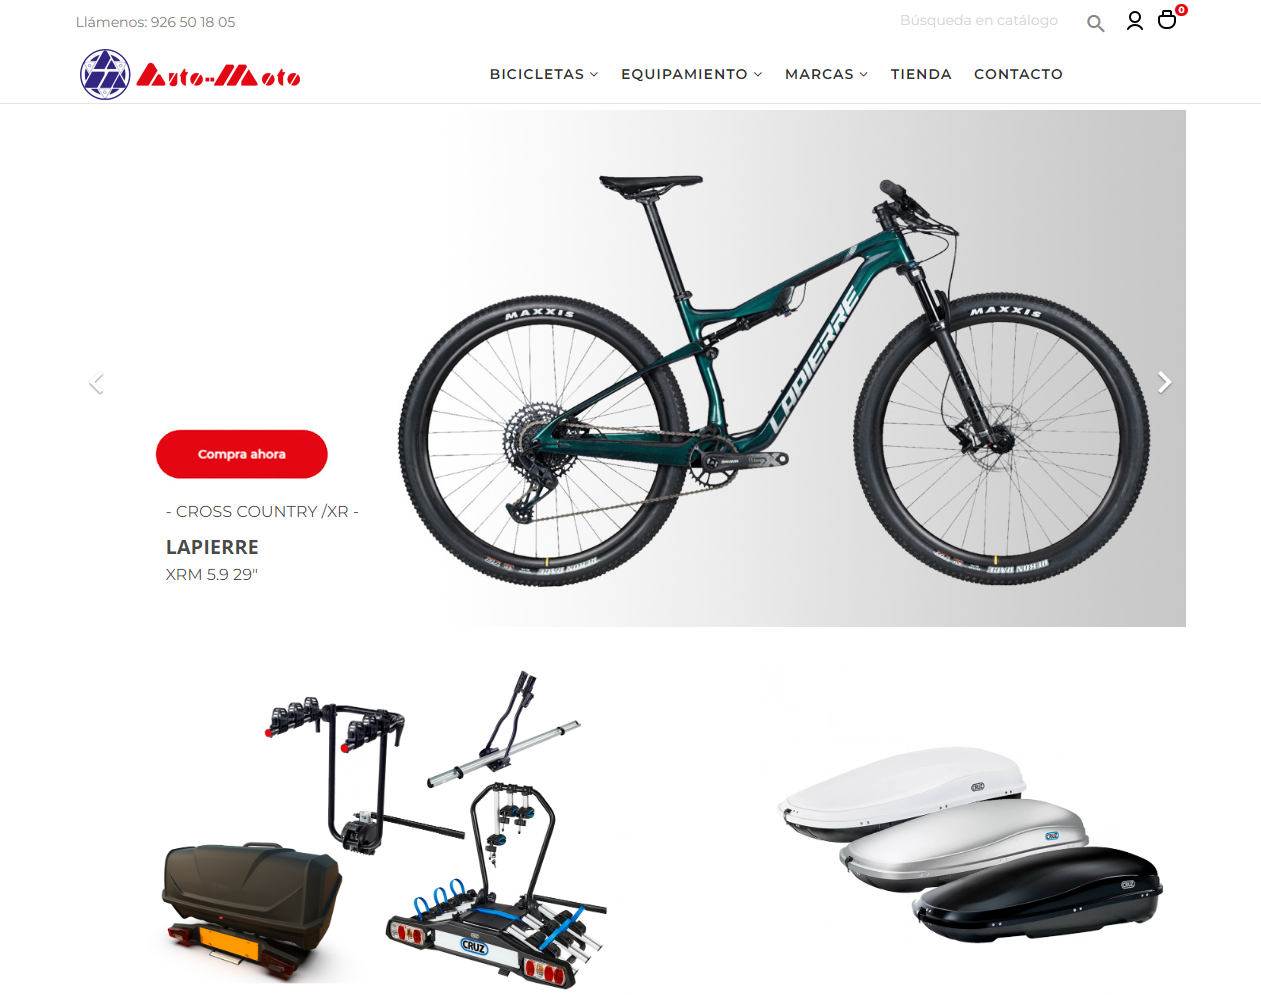 Llámenos: 926 50 18 05
Búsqueda en catálogo
0
Auto-Moto
BICICLETAS
EQUIPAMIENTO
MARCAS
TIENDA
CONTACTO
MAXXIS
MAXXIS
LAPIERRE
Compra ahora
- CROSS COUNTRY /XR -
LAPIERRE
XRM 5.9 29"
CRUZ
CRUZ
CRUZ
CRUZ